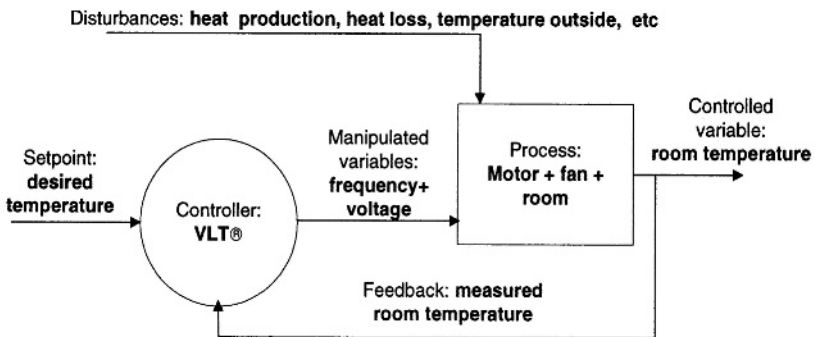 Disturbances: heat production, heat loss, temperature outside, etc
Setpoint:
desired
temperature
Controller:
VLT®
Manipulated
variables:
frequency+
voltage
Process:
Motor + fan +
room
Controlled
variable:
room temperature
Feedback: measured
room temperature